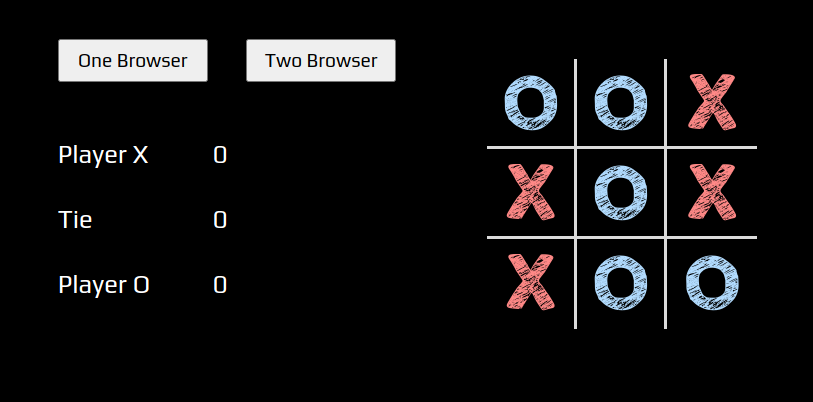 One Browser Two Browser
Player X 0
Tie 0
Player O 0
O O X
X O X
X O O